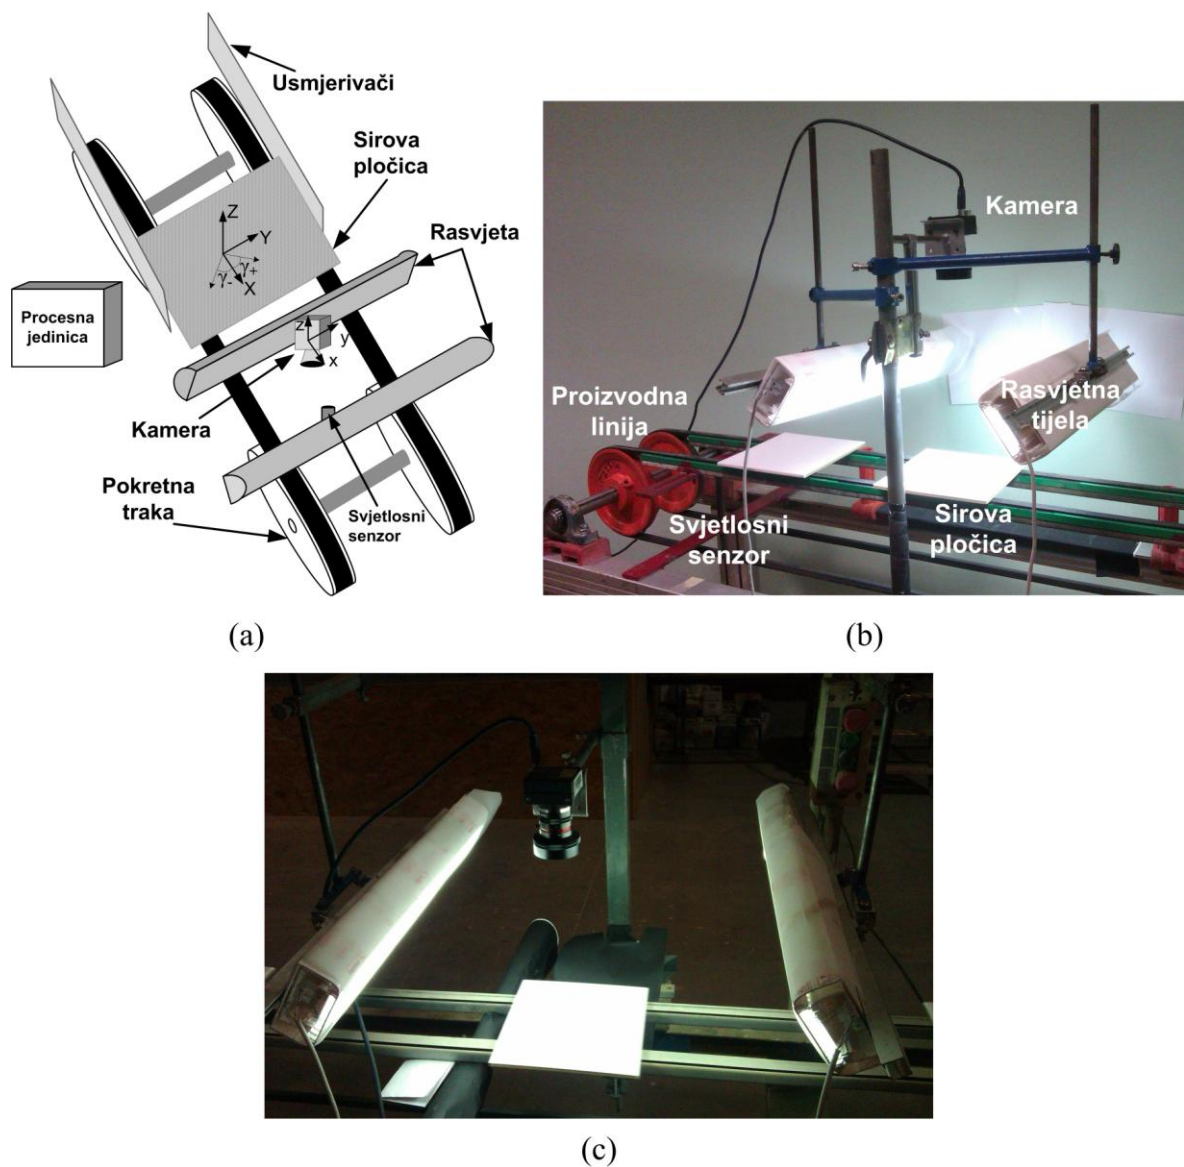 Usmjerivači
Sirova
pločica
Z
Y
γ+
γ-
X
Rasvjeta
Procesna
jedinica
z
y
x
Kamera
Pokretna
traka
Svjetlosni
senzor
(a)
Kamera
Proizvodna
linija
Rasvjetna
tijela
Svjetlosni
senzor
Sirova
pločica
(b)
(c)